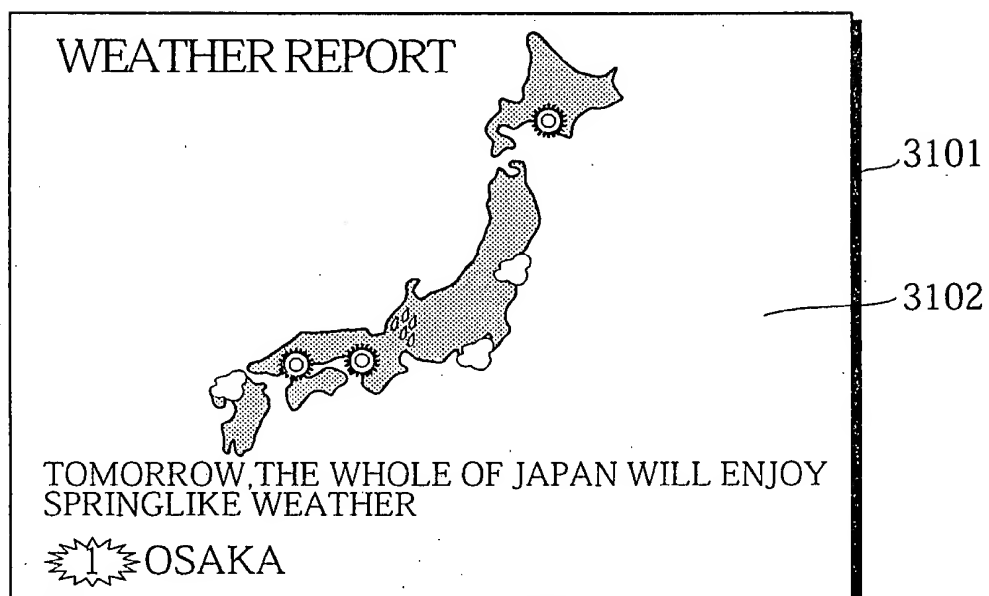 WEATHER REPORT
3101
3102
TOMORROW,THE WHOLE OF JAPAN WILL ENJOY
SPRINGLIKE WEATHER
1 OSAKA